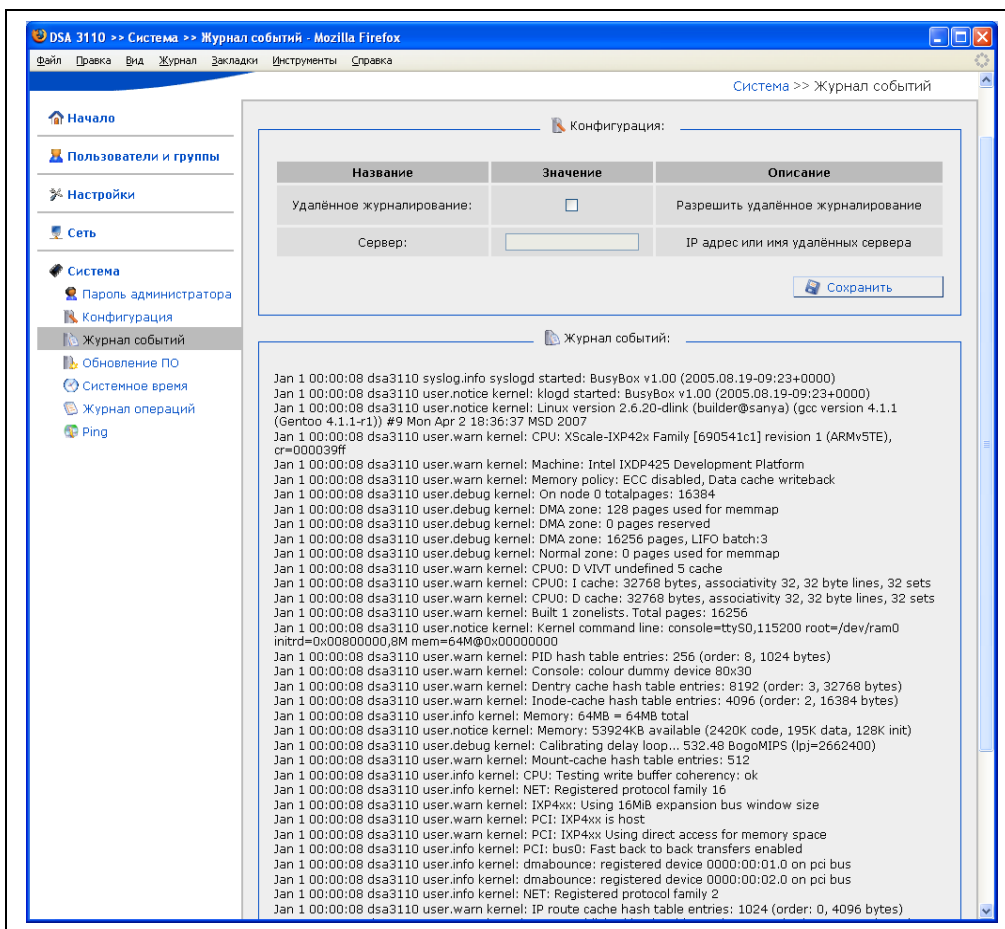 DSA 3110 >> Система >> Журнал событий - Mozilla Firefox
Файл Правка Вид Журнал Закладки Инструменты Справка
Система >> Журнал событий
Начало
Пользователи и группы
Настройки
Сеть
Система
Пароль администратора
Конфигурация
Журнал событий
Обновление ПО
Системное время
Журнал операций
Ping
Конфигурация:
Название Значение Описание
Удалённое журналирование: Разрешить удалённое журналирование
Сервер: IP адрес или имя удалённых сервера
Сохранить
Журнал событий:
Jan 1 00:00:08 dsa3110 syslog.info syslogd started: BusyBox v1.00 (2005.08.19-09:23+0000)
Jan 1 00:00:08 dsa3110 user.notice kernel: klogd started: BusyBox v1.00 (2005.08.19-09:23+0000)
Jan 1 00:00:08 dsa3110 user.notice kernel: Linux version 2.6.20-dlink (builder@sanya) (gcc version 4.1.1
(Gentoo 4.1.1-r1)) #9 Mon Apr 2 18:36:37 MSD 2007
Jan 1 00:00:08 dsa3110 user.warn kernel: CPU: XScale-IXP42x Family [690541c1] revision 1 (ARMv5TE),
cr=000039ff
Jan 1 00:00:08 dsa3110 user.warn kernel: Machine: Intel IXDP425 Development Platform
Jan 1 00:00:08 dsa3110 user.warn kernel: Memory policy: ECC disabled, Data cache writeback
Jan 1 00:00:08 dsa3110 user.debug kernel: On node 0 totalpages: 16384
Jan 1 00:00:08 dsa3110 user.debug kernel: DMA zone: 128 pages used for memmap
Jan 1 00:00:08 dsa3110 user.debug kernel: DMA zone: 0 pages reserved
Jan 1 00:00:08 dsa3110 user.debug kernel: DMA zone: 16256 pages, LIFO batch:3
Jan 1 00:00:08 dsa3110 user.debug kernel: Normal zone: 0 pages used for memmap
Jan 1 00:00:08 dsa3110 user.warn kernel: CPU0: D VIVT undefined 5 cache
Jan 1 00:00:08 dsa3110 user.warn kernel: CPU0: I cache: 32768 bytes, associativity 32, 32 byte lines, 32 sets
Jan 1 00:00:08 dsa3110 user.warn kernel: CPU0: D cache: 32768 bytes, associativity 32, 32 byte lines, 32 sets
Jan 1 00:00:08 dsa3110 user.warn kernel: Built 1 zonelists. Total pages: 16256
Jan 1 00:00:08 dsa3110 user.notice kernel: Kernel command line: console=ttyS0,115200 root=/dev/ram0
initrd=0x00800000,8M mem=64M@0x00000000
Jan 1 00:00:08 dsa3110 user.warn kernel: PID hash table entries: 256 (order: 8, 1024 bytes)
Jan 1 00:00:08 dsa3110 user.warn kernel: Console: colour dummy device 80x30
Jan 1 00:00:08 dsa3110 user.warn kernel: Dentry cache hash table entries: 8192 (order: 3, 32768 bytes)
Jan 1 00:00:08 dsa3110 user.warn kernel: Inode-cache hash table entries: 4096 (order: 2, 16384 bytes)
Jan 1 00:00:08 dsa3110 user.info kernel: Memory: 64MB = 64MB total
Jan 1 00:00:08 dsa3110 user.notice kernel: Memory: 53924KB available (2420K code, 195K data, 128K init)
Jan 1 00:00:08 dsa3110 user.debug kernel: Calibrating delay loop... 532.48 BogoMIPS (lpj=2662400)
Jan 1 00:00:08 dsa3110 user.warn kernel: Mount-cache hash table entries: 512
Jan 1 00:00:08 dsa3110 user.info kernel: CPU: Testing write buffer coherency: ok
Jan 1 00:00:08 dsa3110 user.info kernel: NET: Registered protocol family 16
Jan 1 00:00:08 dsa3110 user.warn kernel: IXP4xx: Using 16MiB expansion bus window size
Jan 1 00:00:08 dsa3110 user.warn kernel: PCI: IXP4xx is host
Jan 1 00:00:08 dsa3110 user.warn kernel: PCI: IXP4xx Using direct access for memory space
Jan 1 00:00:08 dsa3110 user.info kernel: PCI: bus0: Fast back to back transfers enabled
Jan 1 00:00:08 dsa3110 user.info kernel: dmabounce: registered device 0000:00:01.0 on pci bus
Jan 1 00:00:08 dsa3110 user.info kernel: dmabounce: registered device 0000:00:02.0 on pci bus
Jan 1 00:00:08 dsa3110 user.info kernel: NET: Registered protocol family 2
Jan 1 00:00:08 dsa3110 user.warn kernel: IP route cache hash table entries: 1024 (order: 0, 4096 bytes)